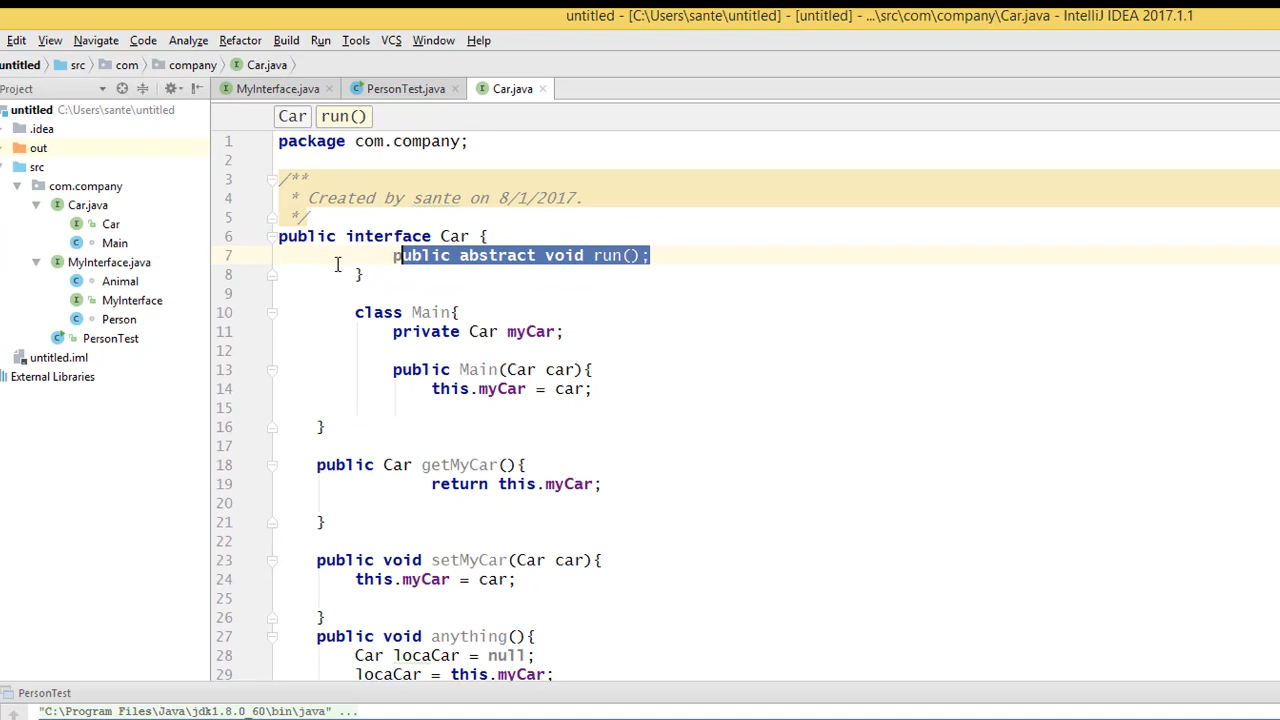 untitled - [C:\Users\sante\untitled] - [untitled] - ...\src\com\company\Car.java - IntelliJ IDEA 2017.1.1
Edit View Navigate Code Analyze Refactor Build Run Tools VCS Window Help
untitled src com company Car.java
Project MyInterface.java PersonTest.java Car.java
untitled C:\Users\sante\untitled
.idea
out
src
com.company
Car.java
Car
Main
MyInterface.java
Animal
MyInterface
Person
PersonTest
untitled.iml
External Libraries
Car run()
1 package com.company;
2
3 /**
4 * Created by sante on 8/1/2017.
5 */
6 public interface Car {
7 public abstract void run();
8 }
9
10 class Main{
11 private Car myCar;
12
13 public Main(Car car){
14 this.myCar = car;
15
16 }
17
18 public Car getMyCar(){
19 return this.myCar;
20
21 }
22
23 public void setMyCar(Car car){
24 this.myCar = car;
25
26 }
27 public void anything(){
28 Car locaCar = null;
29 locaCar = this.myCar;
PersonTest
"C:\Program Files\Java\jdk1.8.0_60\bin\java" ...